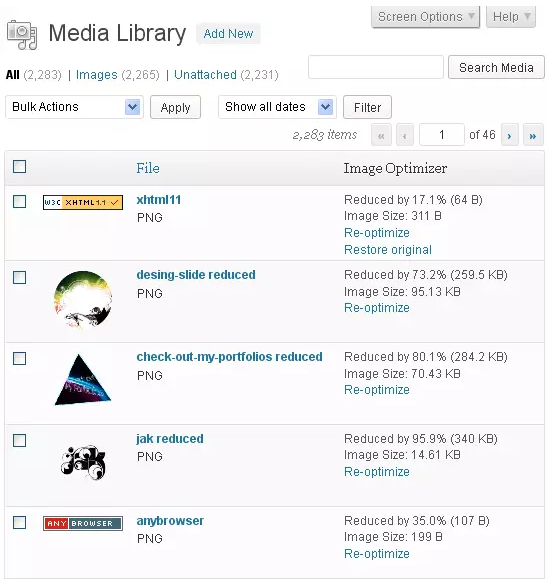 Screen Options ▼ Help ▼
Media Library Add New
All (2,283) | Images (2,265) | Unattached (2,231)
Search Media
Bulk Actions Apply Show all dates Filter
2,283 items « ‹ 1 of 46 › »
File Image Optimizer
W3C XHTML 1.1 ✓
xhtml11
PNG
Reduced by 17.1% (64 B)
Image Size: 311 B
Re-optimize
Restore original
desing-slide reduced
PNG
Reduced by 73.2% (259.5 KB)
Image Size: 95.13 KB
Re-optimize
check-out-my-portfolios reduced
PNG
Reduced by 80.1% (284.2 KB)
Image Size: 70.43 KB
Re-optimize
jak
jak reduced
PNG
Reduced by 95.9% (340 KB)
Image Size: 14.61 KB
Re-optimize
ANY BROWSER
anybrowser
PNG
Reduced by 35.0% (107 B)
Image Size: 199 B
Re-optimize